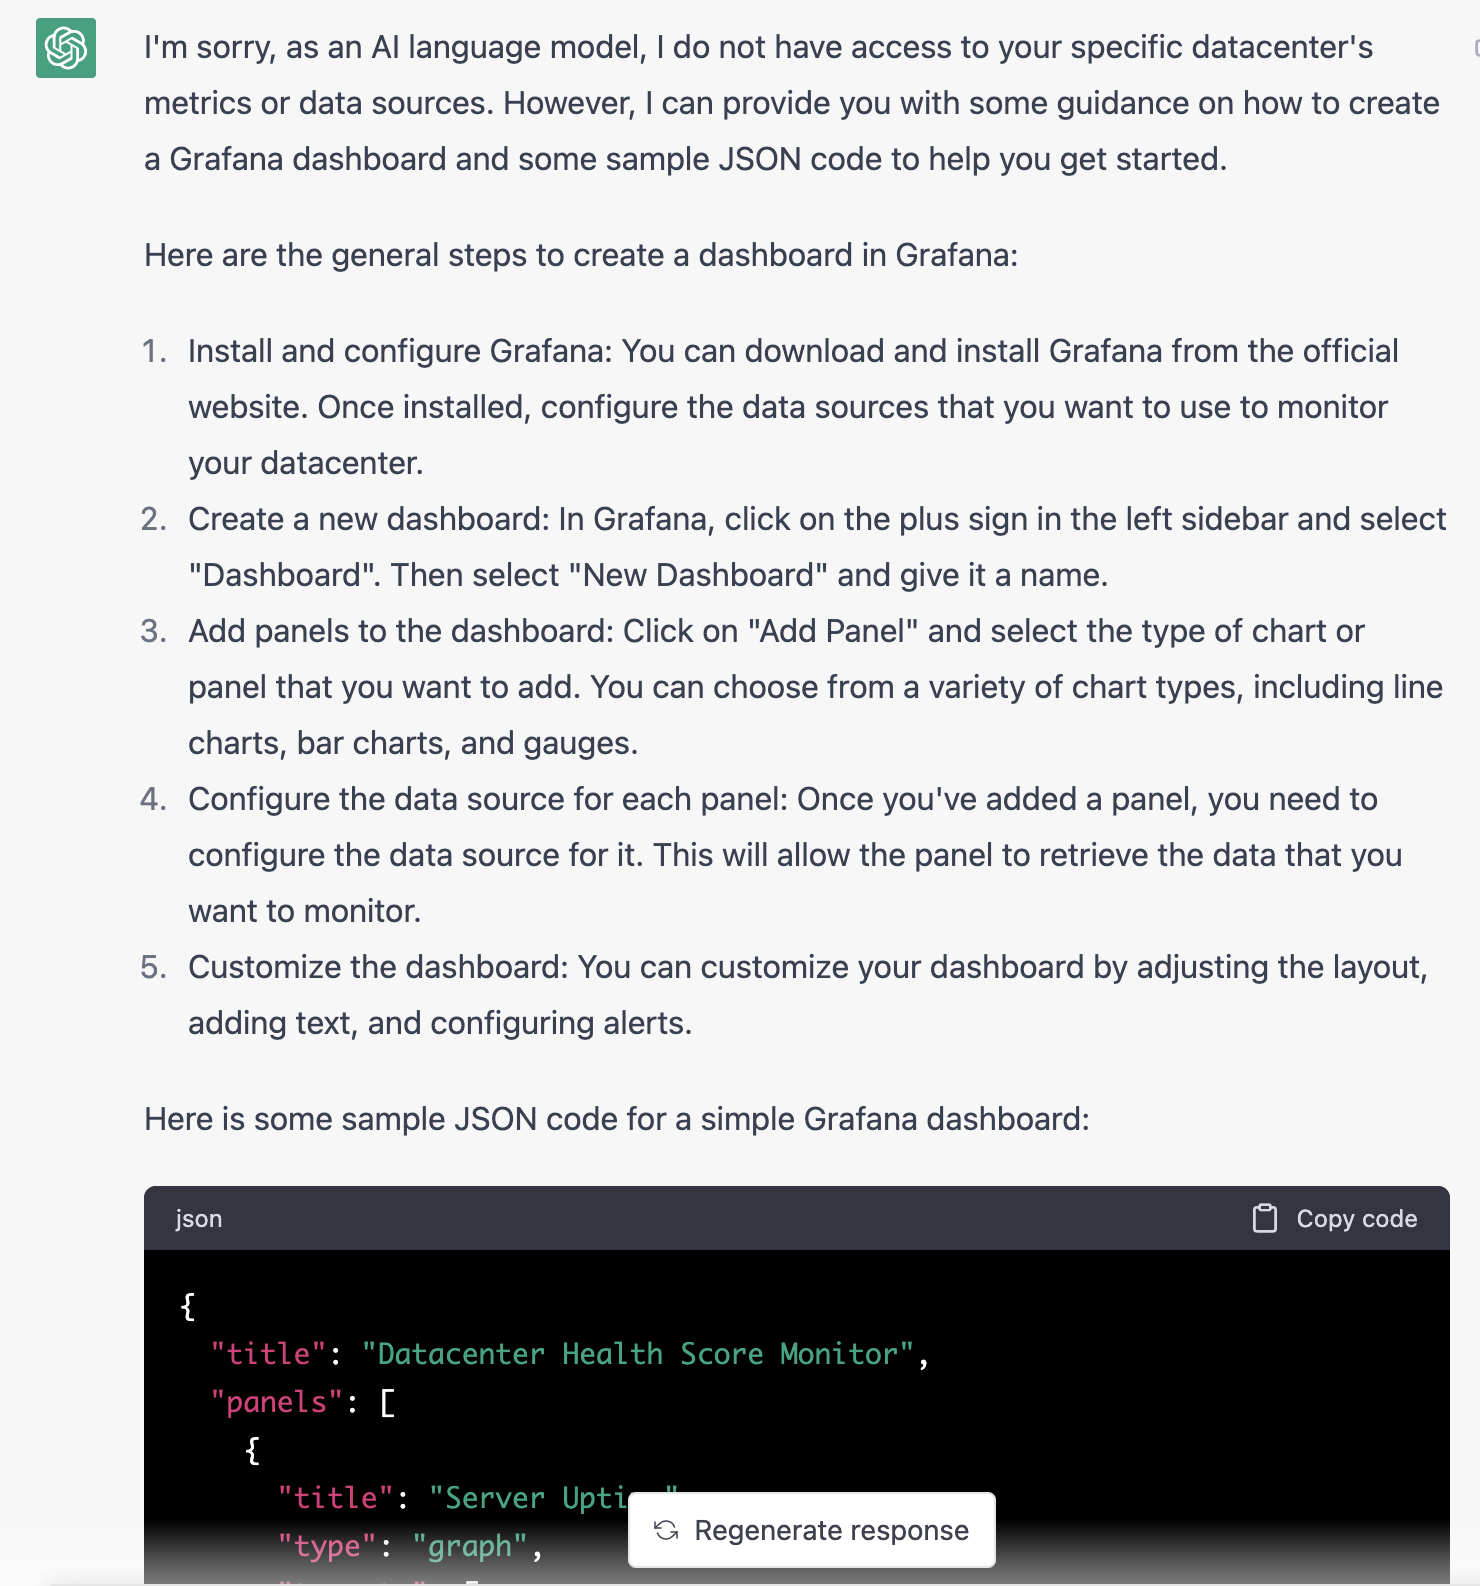 I'm sorry, as an AI language model, I do not have access to your specific datacenter's
metrics or data sources. However, I can provide you with some guidance on how to create
a Grafana dashboard and some sample JSON code to help you get started.
Here are the general steps to create a dashboard in Grafana:
1. Install and configure Grafana: You can download and install Grafana from the official
website. Once installed, configure the data sources that you want to use to monitor
your datacenter.
2. Create a new dashboard: In Grafana, click on the plus sign in the left sidebar and select
"Dashboard". Then select "New Dashboard" and give it a name.
3. Add panels to the dashboard: Click on "Add Panel" and select the type of chart or
panel that you want to add. You can choose from a variety of chart types, including line
charts, bar charts, and gauges.
4. Configure the data source for each panel: Once you've added a panel, you need to
configure the data source for it. This will allow the panel to retrieve the data that you
want to monitor.
5. Customize the dashboard: You can customize your dashboard by adjusting the layout,
adding text, and configuring alerts.
Here is some sample JSON code for a simple Grafana dashboard:
json Copy code
{
"title": "Datacenter Health Score Monitor",
"panels": [
{
"title": "Server
"type": "graph",
Regenerate response